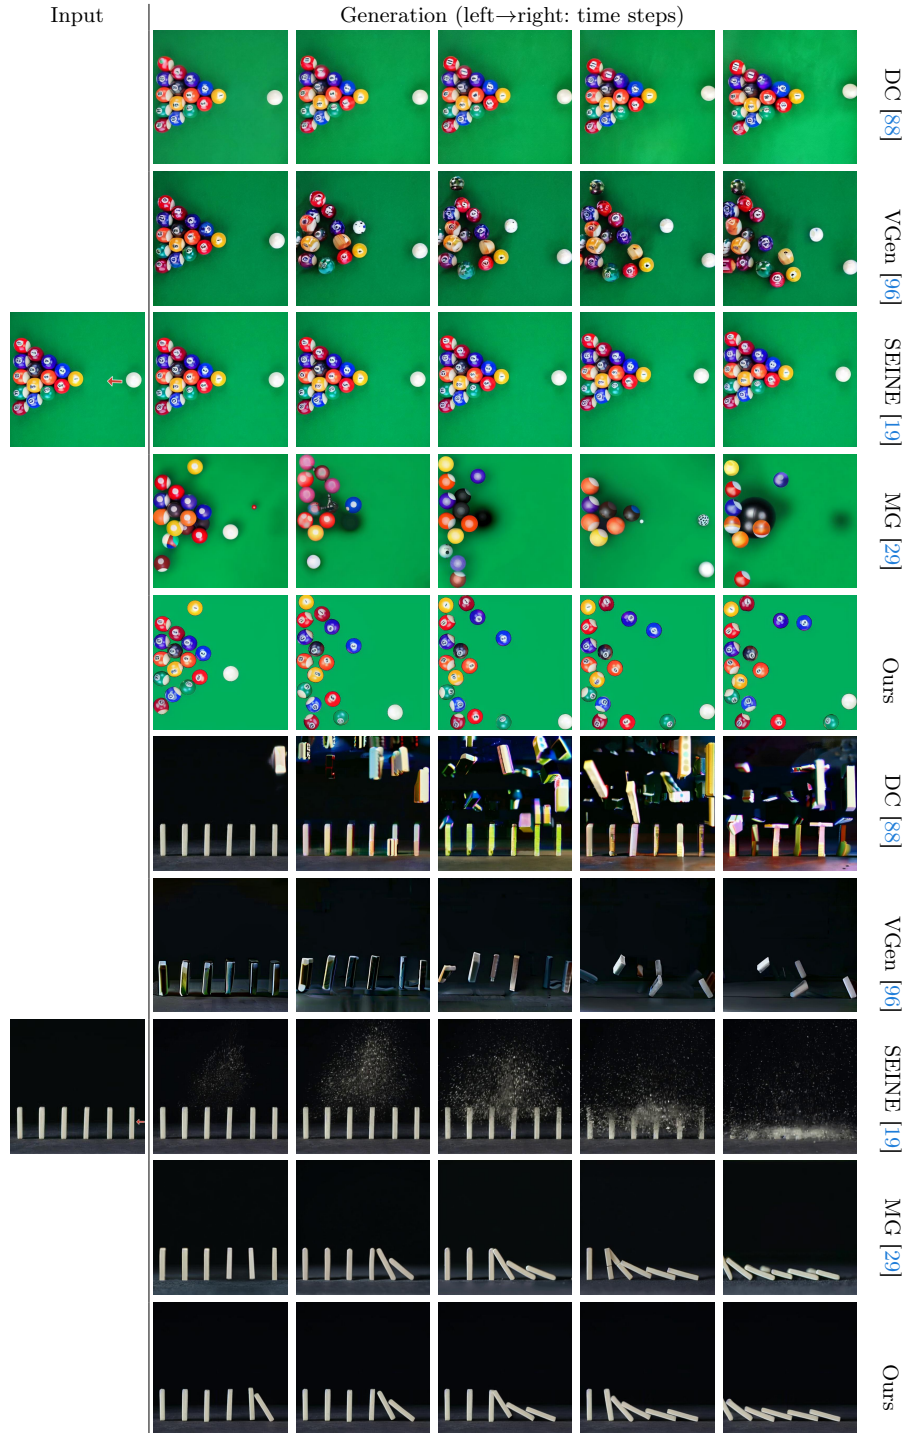 Input
Generation (left→right: time steps)
DC [88]
VGen [96]
SEINE [19]
MG [29]
Ours
DC [88]
VGen [96]
SEINE [19]
MG [29]
Ours